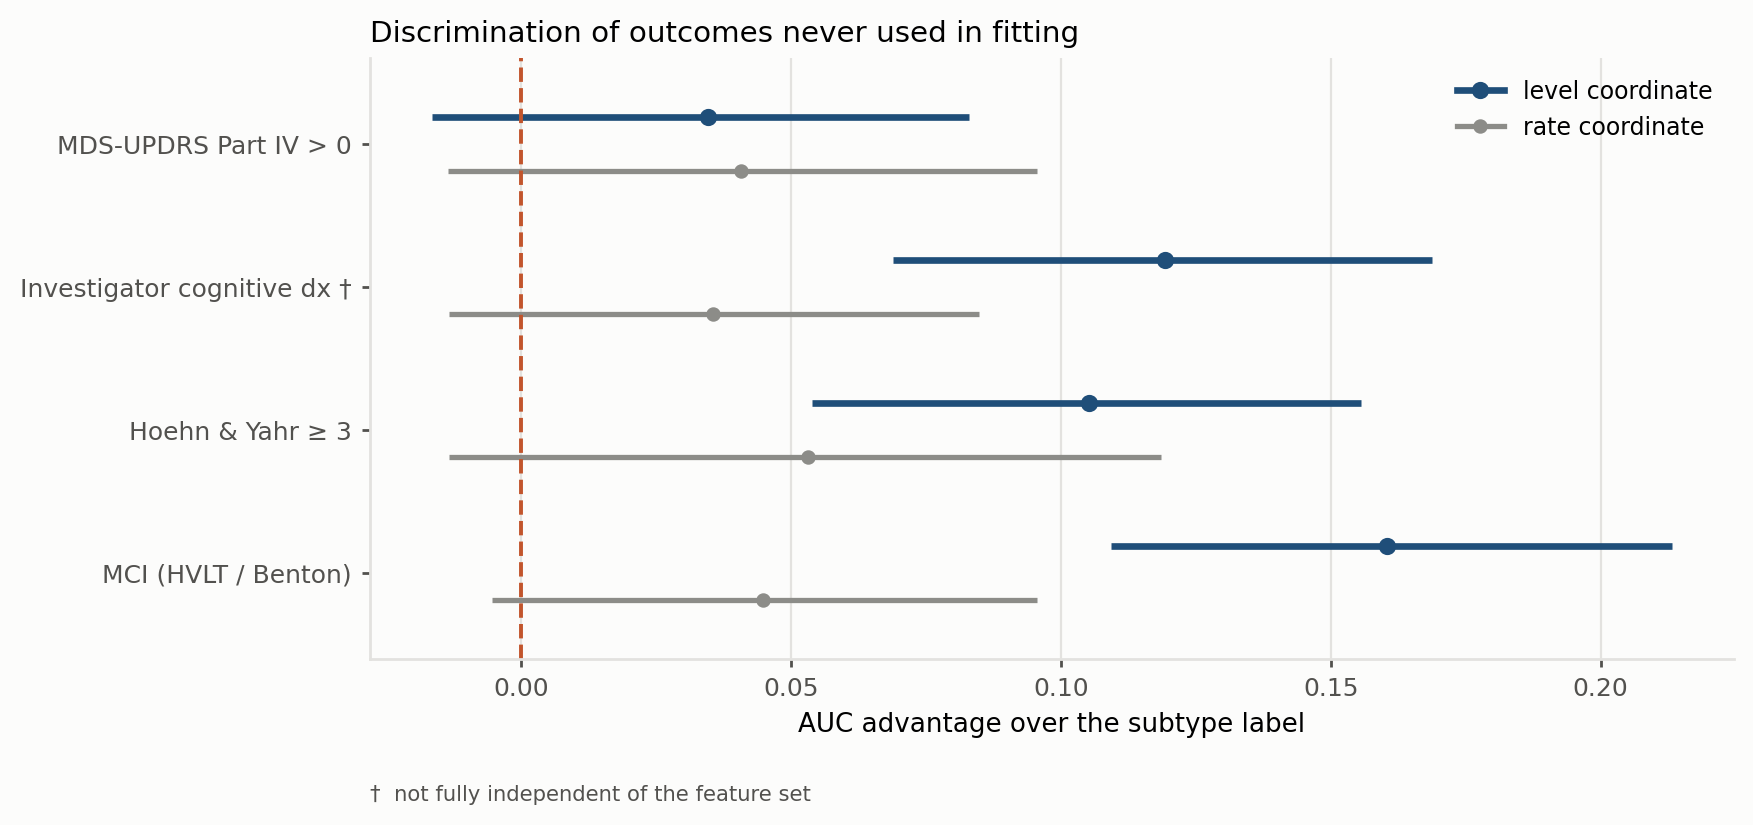 Discrimination of outcomes never used in fitting
level coordinate
rate coordinate
MDS-UPDRS Part IV > 0
Investigator cognitive dx †
Hoehn & Yahr ≥ 3
MCI (HVLT / Benton)
0.00 0.05 0.10 0.15 0.20
AUC advantage over the subtype label
† not fully independent of the feature set